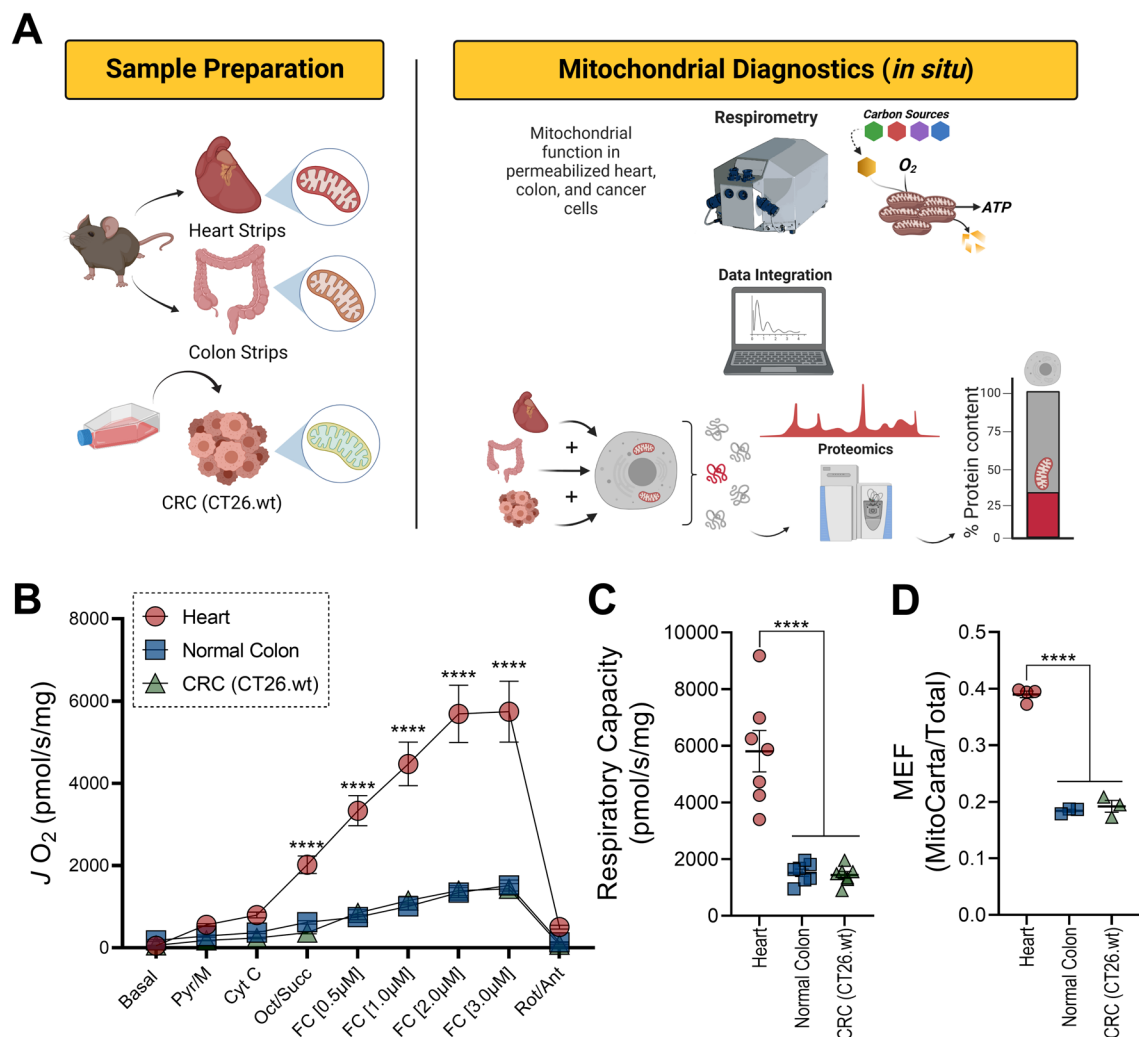 A
Sample Preparation
Mitochondrial Diagnostics (in situ)
Heart Strips
Colon Strips
CRC (CT26.wt)
Mitochondrial
function in
permeabilized heart,
colon, and cancer
cells
Respirometry
Carbon Sources
O₂
ATP
Data Integration
0 1 2 3 4
+
+
Proteomics
% Protein content
100
75
50
25
0
B
Heart
Normal Colon
CRC (CT26.wt)
J O₂ (pmol/s/mg)
8000
6000
4000
2000
0
****
****
****
****
****
Basal
Pyr/M
Cyt C
Oct/Succ
FC [0.5µM]
FC [1.0µM]
FC [2.0µM]
FC [3.0µM]
Rot/Ant
C
Respiratory Capacity
(pmol/s/mg)
10000
8000
6000
4000
2000
0
****
Heart
Normal Colon
CRC (CT26.wt)
D
MEF
(MitoCarta/Total)
0.5
0.4
0.3
0.2
0.1
0.0
****
Heart
Normal Colon
CRC (CT26.wt)